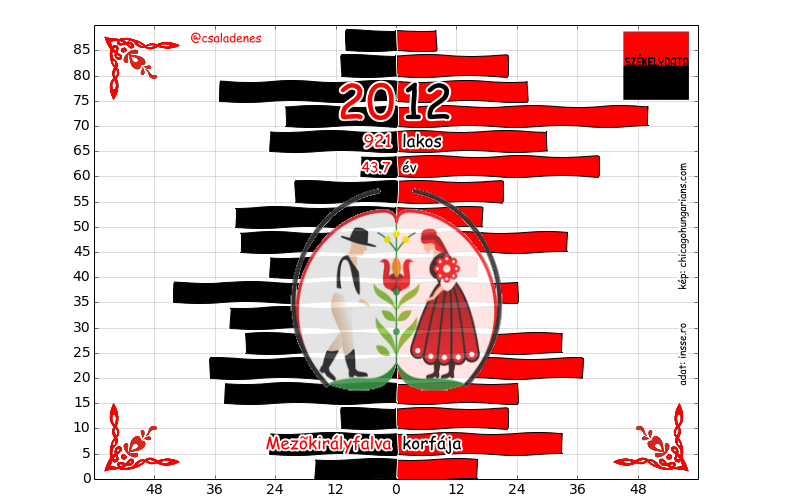 @csaladenes
SZÉKELYDATA
2012
921 lakos
43.7 év
kép: chicagohungarians.com
adat: insse.ro
Mezõkirályfalva korfája
85
80
75
70
65
60
55
50
45
40
35
30
25
20
15
10
5
0
48 36 24 12 0 12 24 36 48